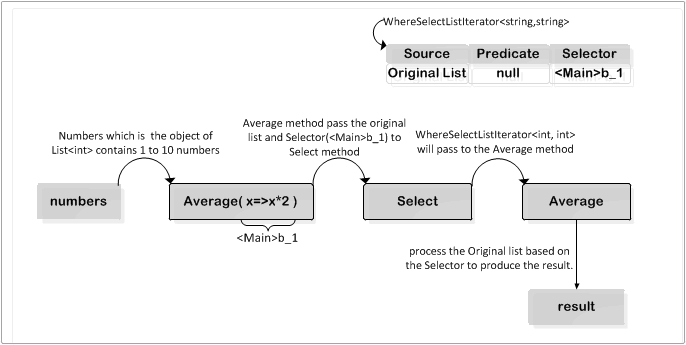 WhereSelectListIterator<string,string>
Source Predicate Selector
Original List null <Main>b_1
Average method pass the original
list and Selector(<Main>b_1) to
Select method
Numbers which is the object of
List<int> contains 1 to 10 numbers
WhereSelectListIterator<int, int>
will pass to the Average method
numbers
Average( x=>x*2 )
Select
Average
<Main>b_1
process the Original list based on
the Selector to produce the result.
result